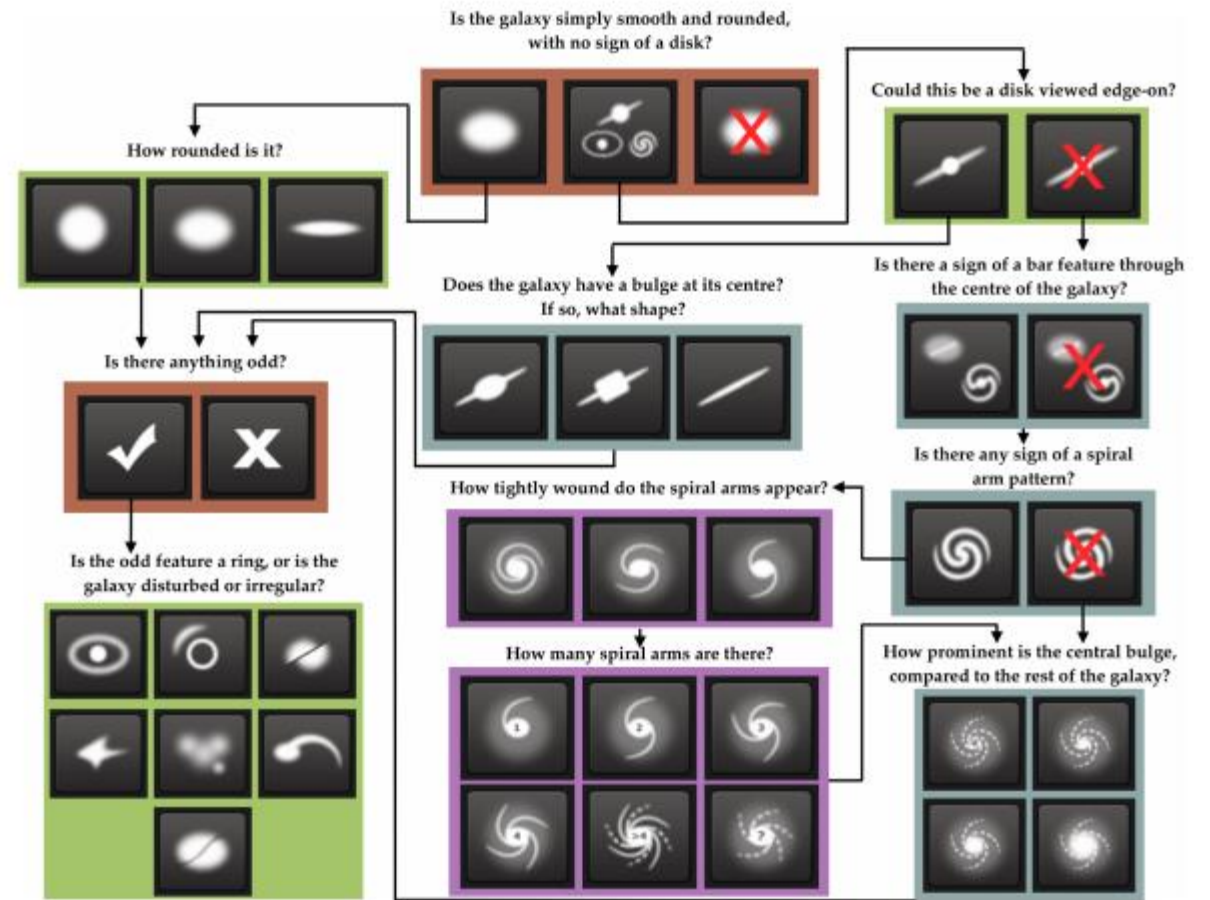 Is the galaxy simply smooth and rounded,
with no sign of a disk?
Could this be a disk viewed edge-on?
How rounded is it?
Is there a sign of a bar feature through
the centre of the galaxy?
Does the galaxy have a bulge at its centre?
If so, what shape?
Is there anything odd?
Is there any sign of a spiral
arm pattern?
How tightly wound do the spiral arms appear?
Is the odd feature a ring, or is the
galaxy disturbed or irregular?
How many spiral arms are there?
How prominent is the central bulge,
compared to the rest of the galaxy?
1
2
3
4
>4
?